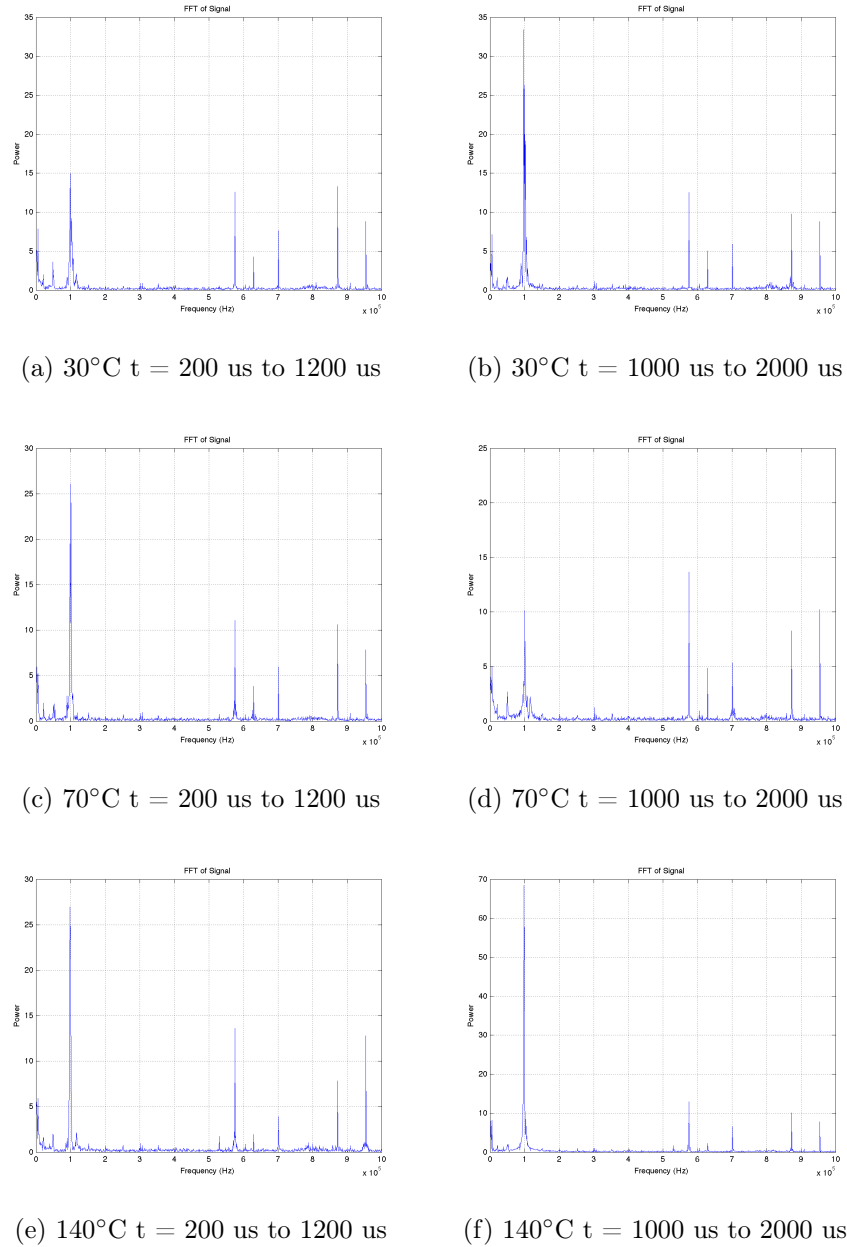 FFT of Signal
35
30
25
20
15
10
5
0
Power
0 1 2 3 4 5 6 7 8 9 10
Frequency (Hz)
x 10^5
(a) 30°C t = 200 us to 1200 us
FFT of Signal
35
30
25
20
15
10
5
0
Power
0 1 2 3 4 5 6 7 8 9 10
Frequency (Hz)
x 10^5
(b) 30°C t = 1000 us to 2000 us
FFT of Signal
30
25
20
15
10
5
0
Power
0 1 2 3 4 5 6 7 8 9 10
Frequency (Hz)
x 10^5
(c) 70°C t = 200 us to 1200 us
FFT of Signal
25
20
15
10
5
0
Power
0 1 2 3 4 5 6 7 8 9 10
Frequency (Hz)
x 10^5
(d) 70°C t = 1000 us to 2000 us
FFT of Signal
30
25
20
15
10
5
0
Power
0 1 2 3 4 5 6 7 8 9 10
Frequency (Hz)
x 10^5
(e) 140°C t = 200 us to 1200 us
FFT of Signal
70
60
50
40
30
20
10
0
Power
0 1 2 3 4 5 6 7 8 9 10
Frequency (Hz)
x 10^5
(f) 140°C t = 1000 us to 2000 us